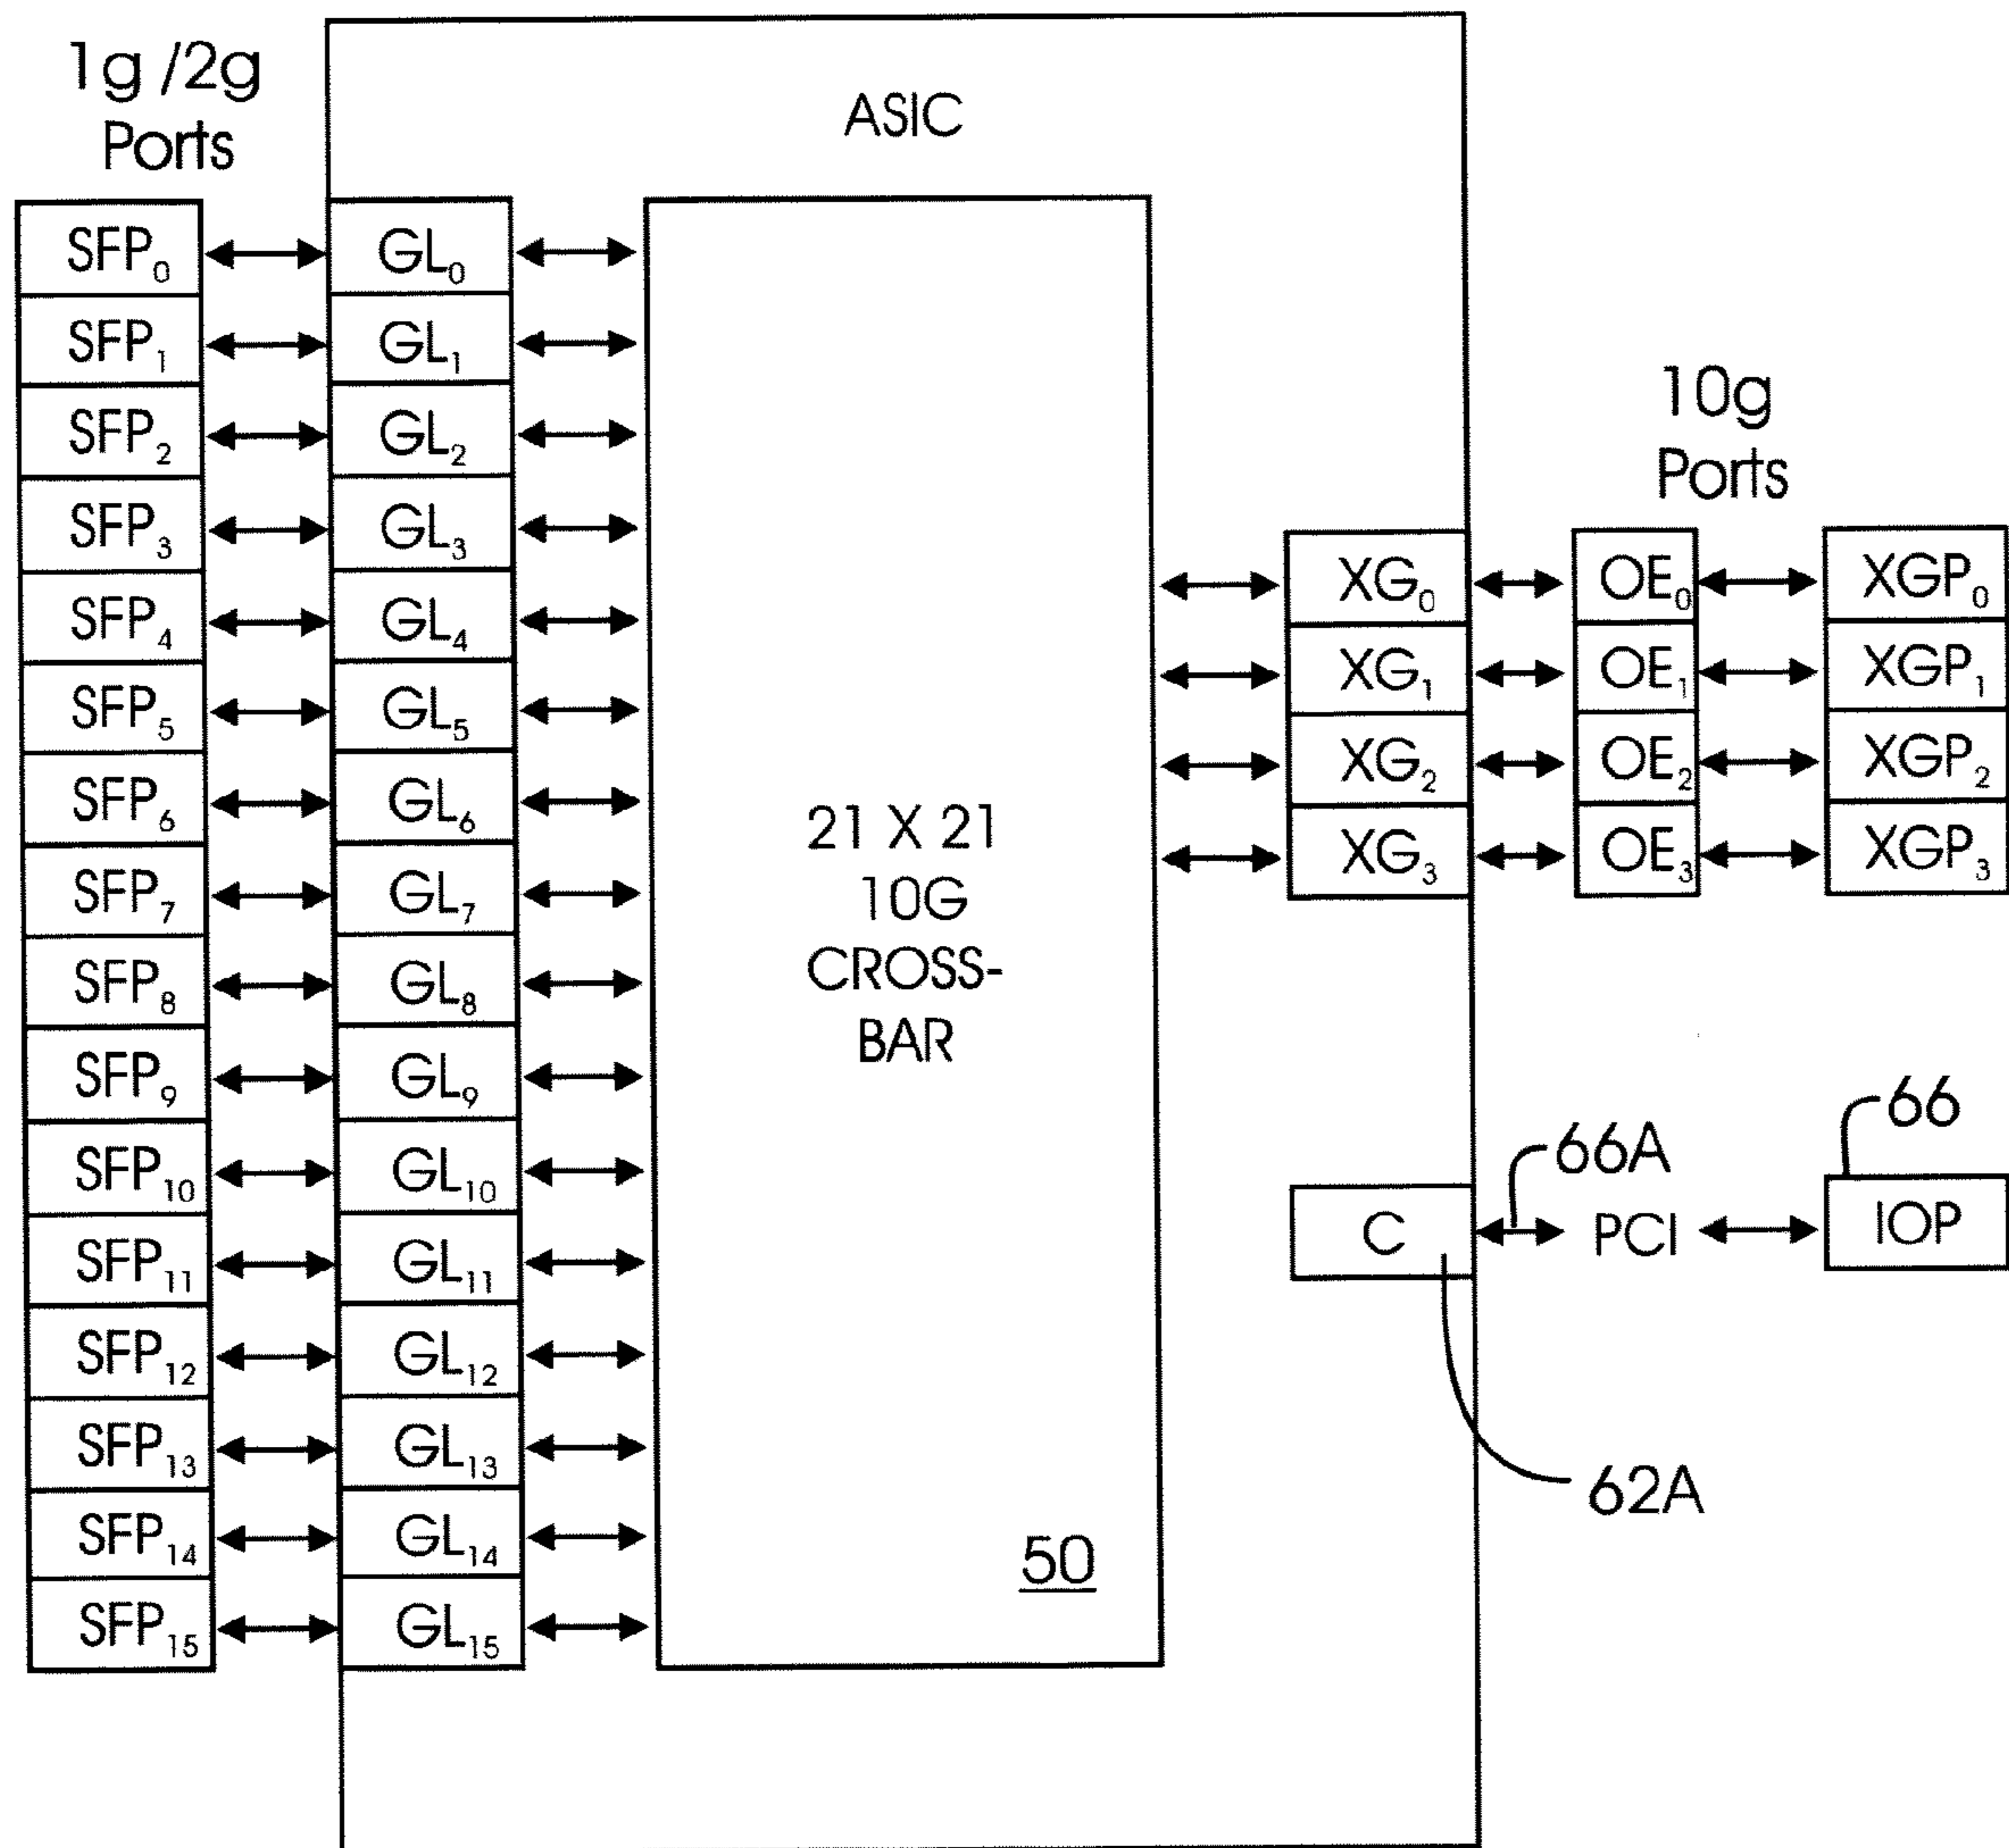 1g /2g
Ports
ASIC
SFP0 GL0
SFP1 GL1
SFP2 GL2
SFP3 GL3
SFP4 GL4
SFP5 GL5
SFP6 GL6
SFP7 GL7
SFP8 GL8
SFP9 GL9
SFP10 GL10
SFP11 GL11
SFP12 GL12
SFP13 GL13
SFP14 GL14
SFP15 GL15
21 X 21
10G
CROSS-
BAR
50
10g
Ports
XG0 OE0 XGP0
XG1 OE1 XGP1
XG2 OE2 XGP2
XG3 OE3 XGP3
66
66A
C PCI IOP
62A